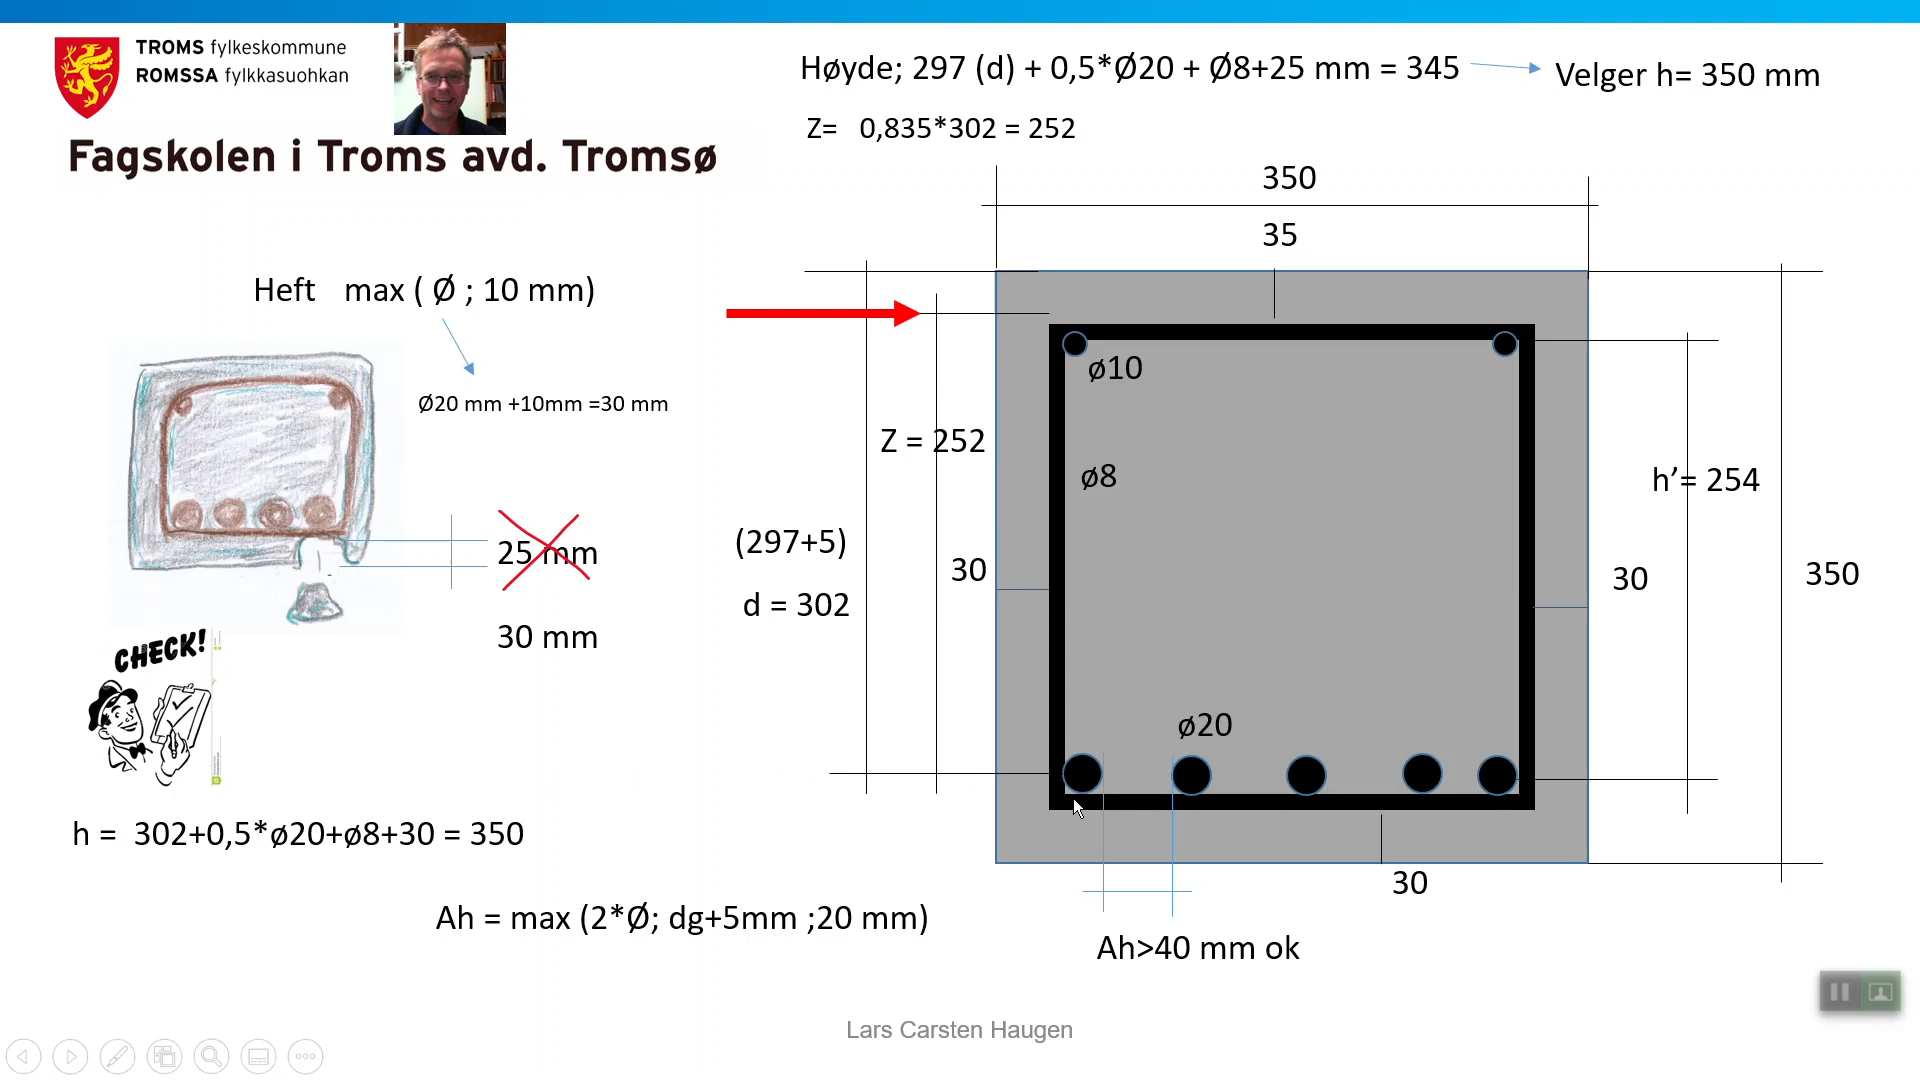 TROMS fylkeskommune
ROMSSA fylkkasuohkan
Fagskolen i Troms avd. Tromsø
Høyde; 297 (d) + 0,5*Ø20 + Ø8+25 mm = 345
Velger h= 350 mm
Z= 0,835*302 = 252
350
35
Heft max ( Ø ; 10 mm)
Ø20 mm +10mm =30 mm
ø10
Z = 252
ø8
h’= 254
25 mm
(297+5)
30
30
350
d = 302
30 mm
CHECK!
ø20
h = 302+0,5*ø20+ø8+30 = 350
30
Ah = max (2*Ø; dg+5mm ;20 mm)
Ah>40 mm ok
Lars Carsten Haugen